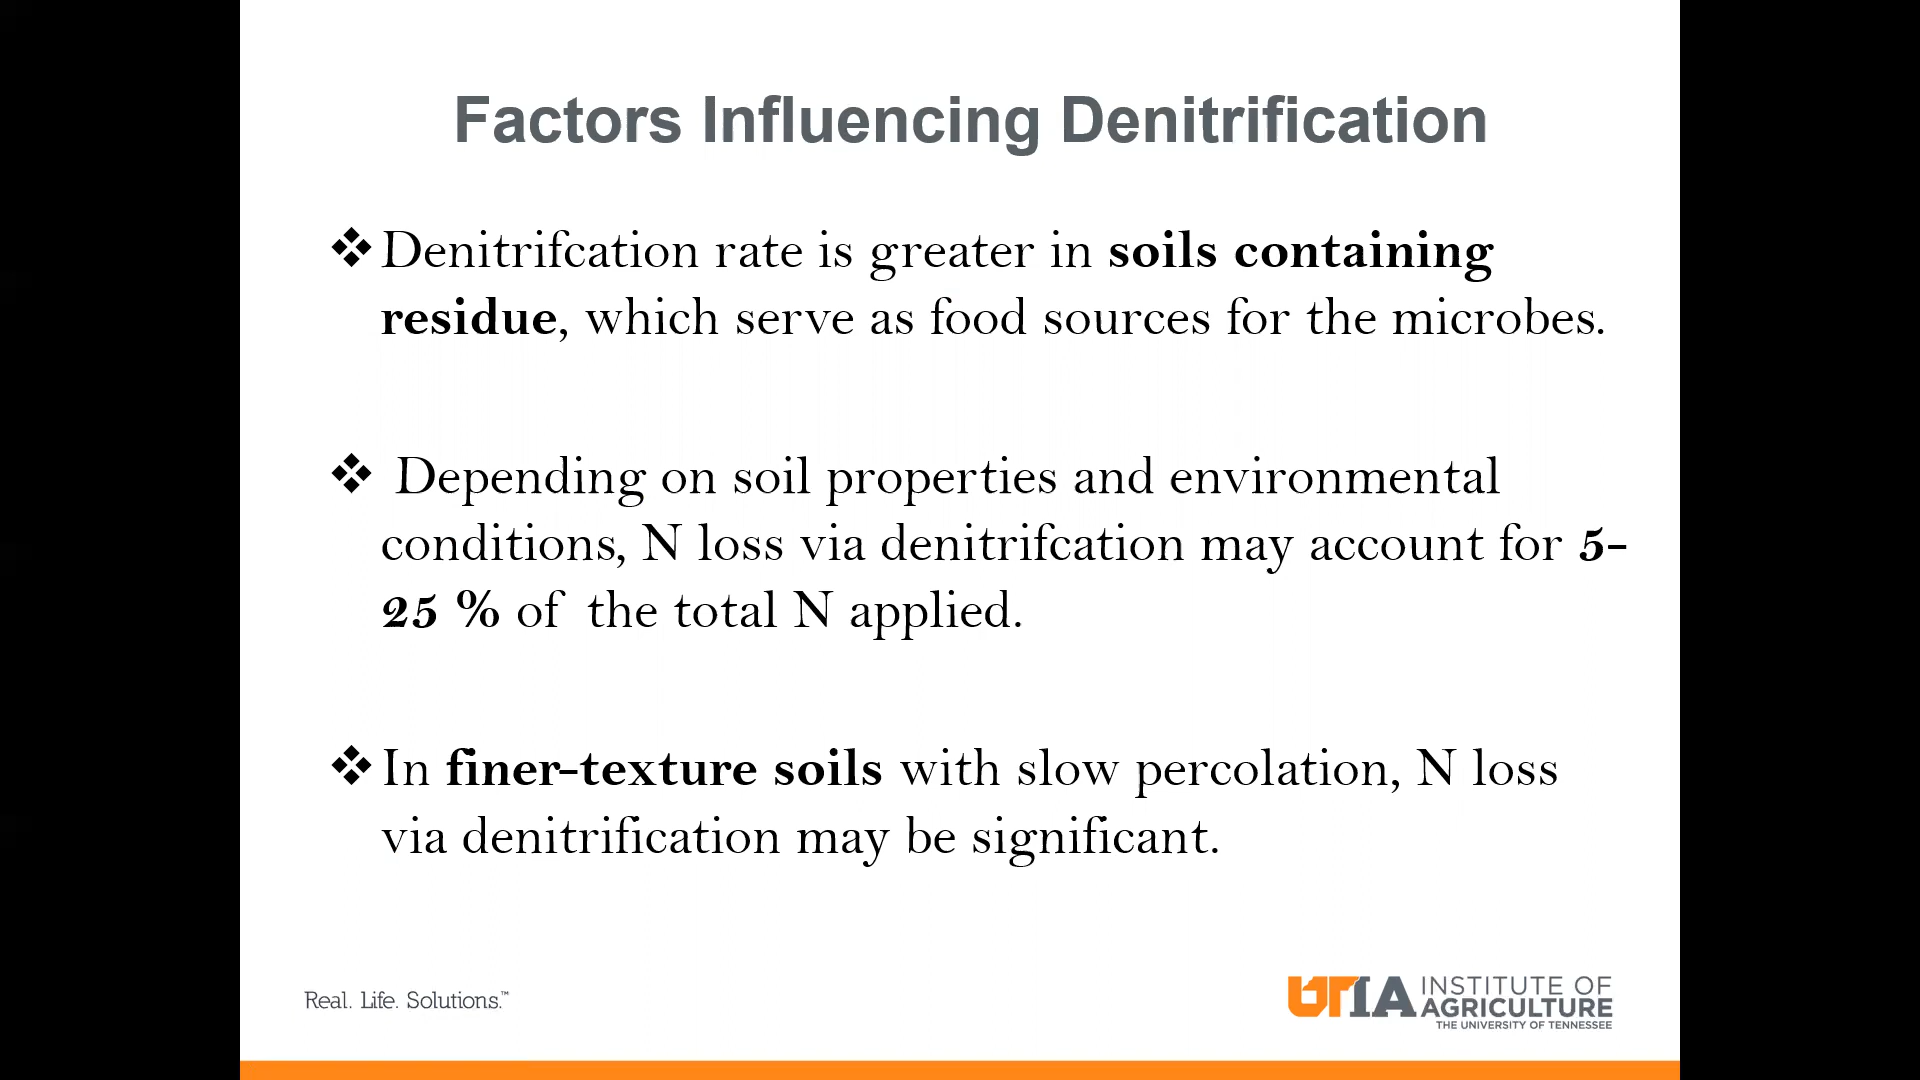 Factors Influencing Denitrification
❖Denitrifcation rate is greater in soils containing
residue, which serve as food sources for the microbes.
❖ Depending on soil properties and environmental
conditions, N loss via denitrifcation may account for 5-
25 % of the total N applied.
❖In finer-texture soils with slow percolation, N loss
via denitrification may be significant.
Real. Life. Solutions.™
UTIA INSTITUTE OF
AGRICULTURE
THE UNIVERSITY OF TENNESSEE